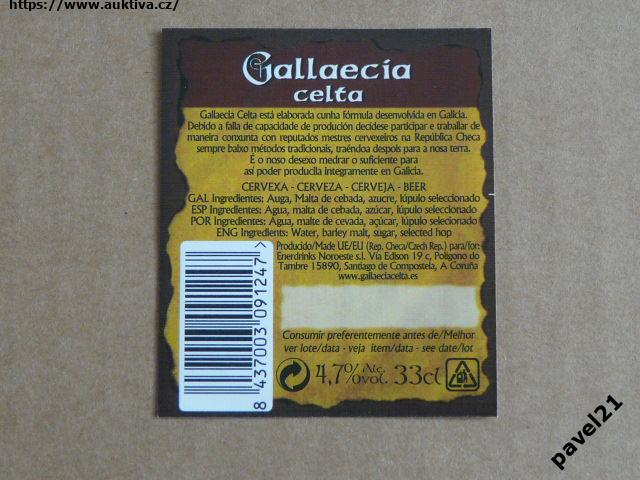 https://www.auktiva.cz/
Gallaecia
celta
Gallaecia Celta está elaborada cunha fórmula desenvolvida en Galicia.
Debido a falla de capacidade de produción decidese participar e traballar de
maneira conxunta con reputados mestres cervexeiros na República Checa
sempre baixo métodos tradicionais, traéndoa despois para a nosa terra.
É o noso desexo medrar o suficiente para
así poder producila integramente en Galicia.
CERVEXA - CERVEZA - CERVEJA - BEER
GAL Ingredientes: Auga, Malta de cebada, azucre, lúpulo seleccionado
ESP Ingredientes: Agua, malta de cebada, azúcar, lúpulo seleccionado
POR Ingredientes: Água, malte de cevada, açúcar, lúpulo seleccionado
ENG Ingredients: Water, barley malt, sugar, selected hop
Producido/Made UE/EU (Rep. Checa/Czech Rep.) para/for:
Enerdrinks Noroeste s.l. Vía Edison 19 c, Polígono do
Tambre 15890, Santiago de Compostela, A Coruña
www.gallaeciacelta.es
Consumir preferentemente antes de/Melhor
ver lote/data - veja item/data - see date/lot
4,7% Alc. vol. 33cl
8 437003 091247 >
pavel21